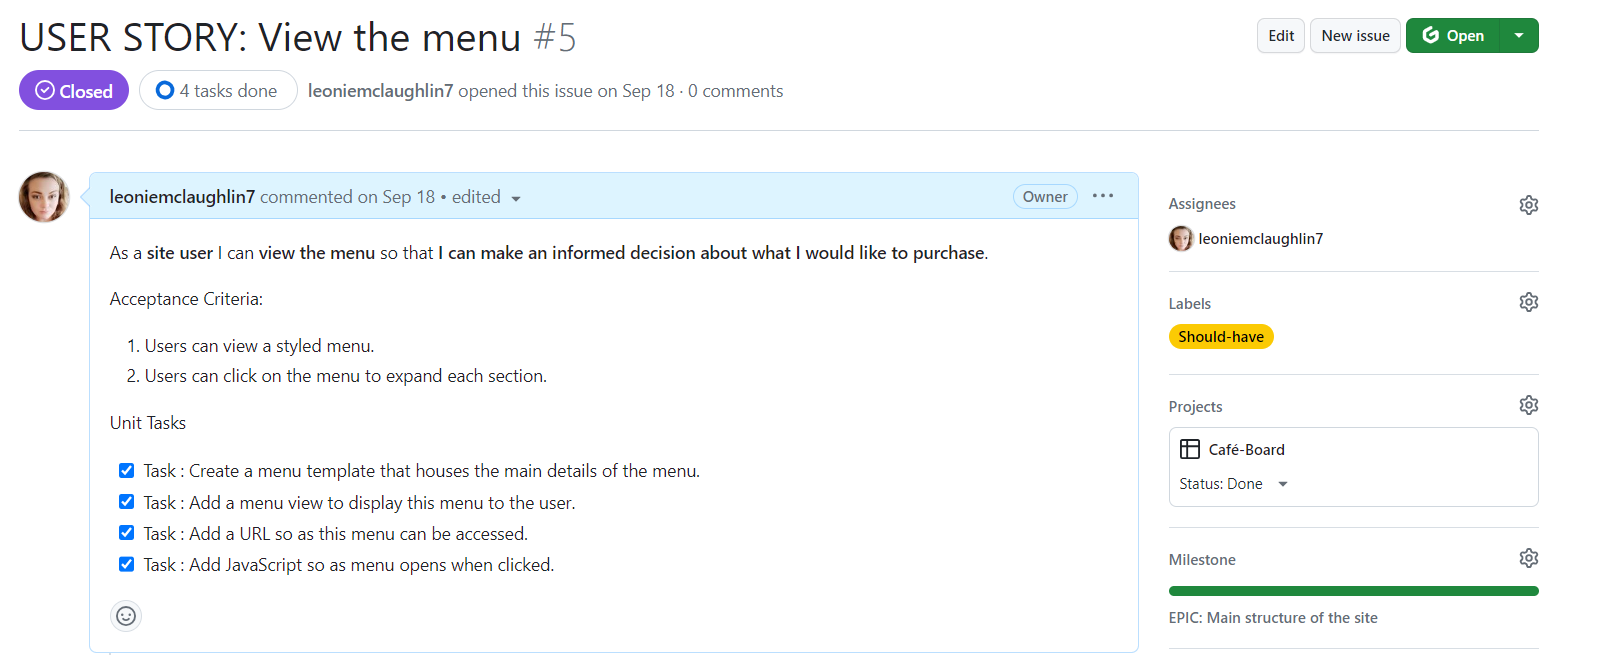 USER STORY: View the menu #5
Edit
New issue
Open
Closed
4 tasks done
leoniemclaughlin7 opened this issue on Sep 18 · 0 comments
leoniemclaughlin7 commented on Sep 18 • edited
Owner
As a site user I can view the menu so that I can make an informed decision about what I would like to purchase.
Acceptance Criteria:
1. Users can view a styled menu.
2. Users can click on the menu to expand each section.
Unit Tasks
Task : Create a menu template that houses the main details of the menu.
Task : Add a menu view to display this menu to the user.
Task : Add a URL so as this menu can be accessed.
Task : Add JavaScript so as menu opens when clicked.
Assignees
leoniemclaughlin7
Labels
Should-have
Projects
Café-Board
Status: Done
Milestone
EPIC: Main structure of the site